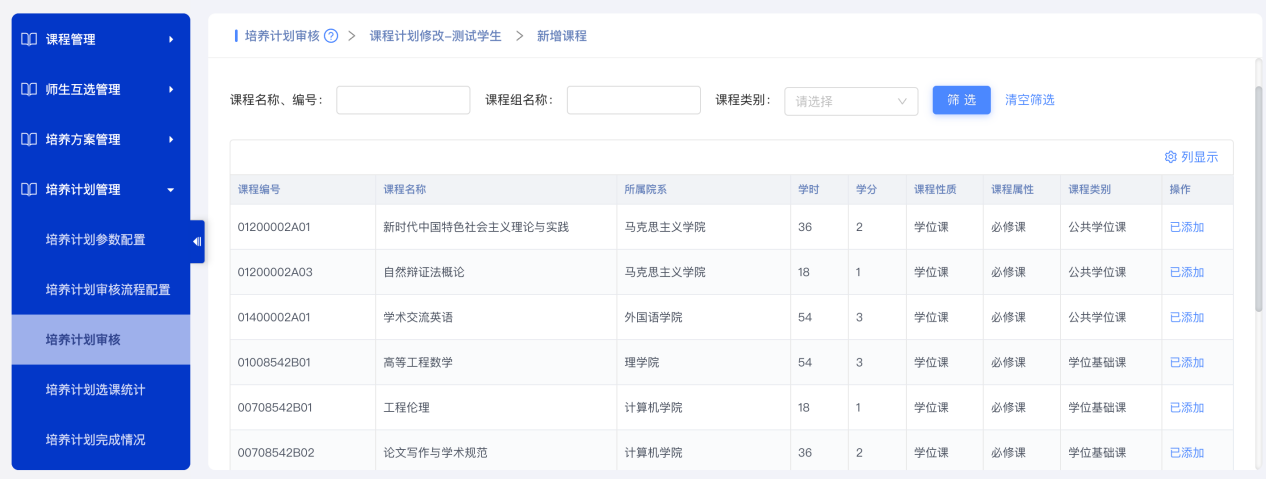 课程管理
师生互选管理
培养方案管理
培养计划管理
培养计划参数配置
培养计划审核流程配置
培养计划审核
培养计划选课统计
培养计划完成情况
培养计划审核 ? > 课程计划修改-测试学生 > 新增课程
课程名称、编号： 课程组名称： 课程类别： 请选择 筛选 清空筛选
列显示
课程编号 课程名称 所属院系 学时 学分 课程性质 课程属性 课程类别 操作
01200002A01 新时代中国特色社会主义理论与实践 马克思主义学院 36 2 学位课 必修课 公共学位课 已添加
01200002A03 自然辩证法概论 马克思主义学院 18 1 学位课 必修课 公共学位课 已添加
01400002A01 学术交流英语 外国语学院 54 3 学位课 必修课 公共学位课 已添加
01008542B01 高等工程数学 理学院 54 3 学位课 必修课 学位基础课 已添加
00708542B01 工程伦理 计算机学院 18 1 学位课 必修课 学位基础课 已添加
00708542B02 论文写作与学术规范 计算机学院 36 2 学位课 必修课 学位基础课 已添加